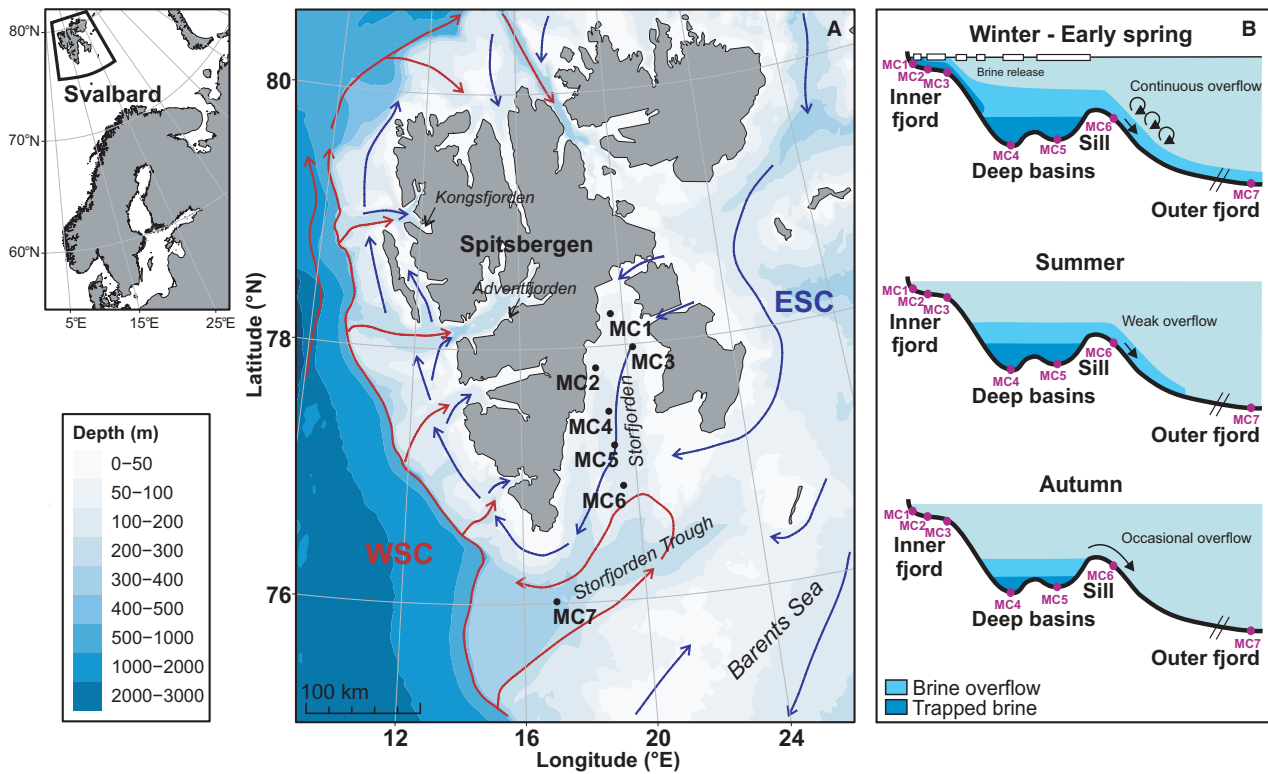 80°N
Svalbard
70°N
60°N
5°E
15°E
25°E
Depth (m)
0−50
50−100
100−200
200−300
300−400
400−500
500−1000
1000−2000
2000−3000
A
80
78
76
Latitude (°N)
12
16
20
24
Longitude (°E)
Kongsfjorden
Spitsbergen
Adventfjorden
ESC
MC1
MC3
MC2
MC4
MC5
MC6
Storfjorden
WSC
Storfjorden Trough
MC7
Barents Sea
100 km
B
Winter - Early spring
MC1
MC2
MC3
Brine release
Continuous overflow
Inner
fjord
MC6
Sill
MC4
MC5
Deep basins
MC7
Outer fjord
Summer
MC1
MC2
MC3
Inner
fjord
Weak overflow
MC6
Sill
MC4
MC5
Deep basins
MC7
Outer fjord
Autumn
MC1
MC2
MC3
Inner
fjord
Occasional overflow
MC6
Sill
MC4
MC5
Deep basins
MC7
Outer fjord
Brine overflow
Trapped brine